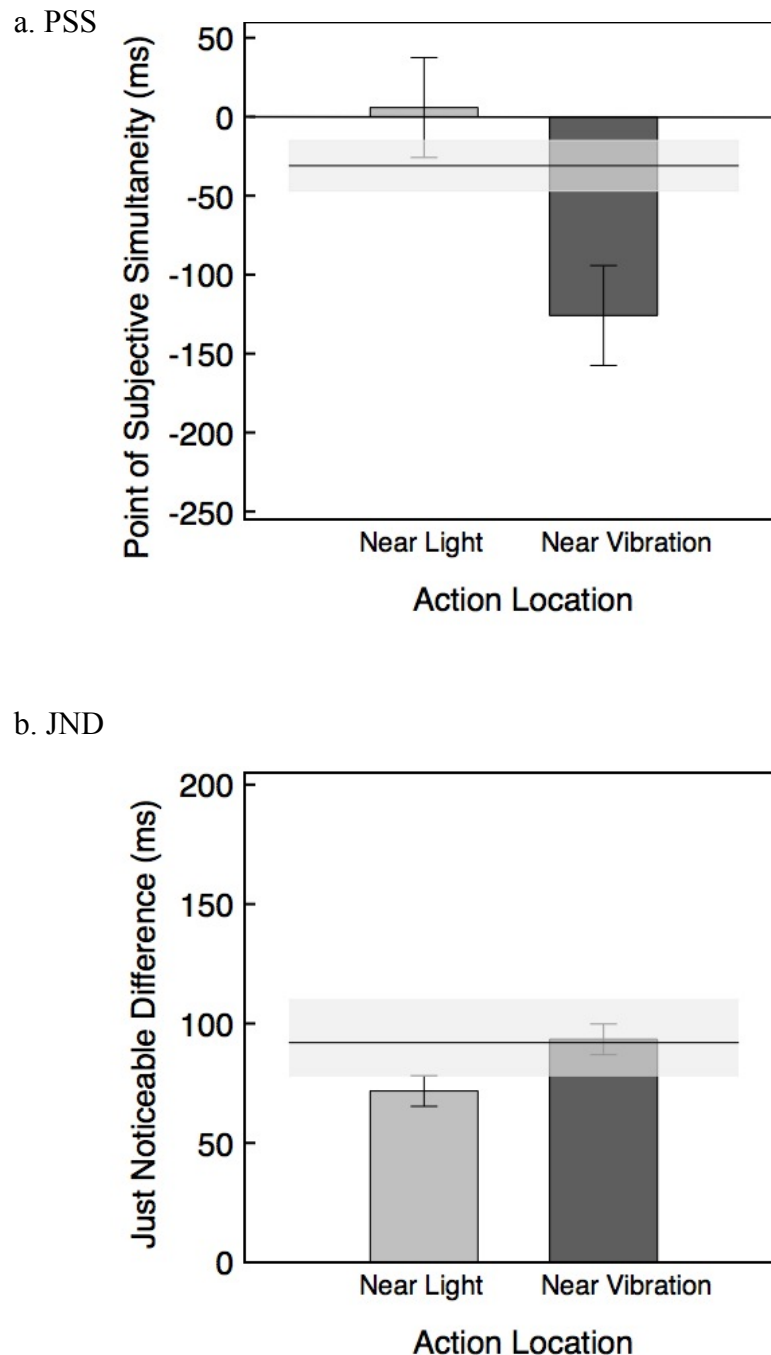 a. PSS
Point of Subjective Simultaneity (ms)
50
0
-50
-100
-150
-200
-250
Near Light Near Vibration
Action Location
b. JND
Just Noticeable Difference (ms)
200
150
100
50
0
Near Light Near Vibration
Action Location